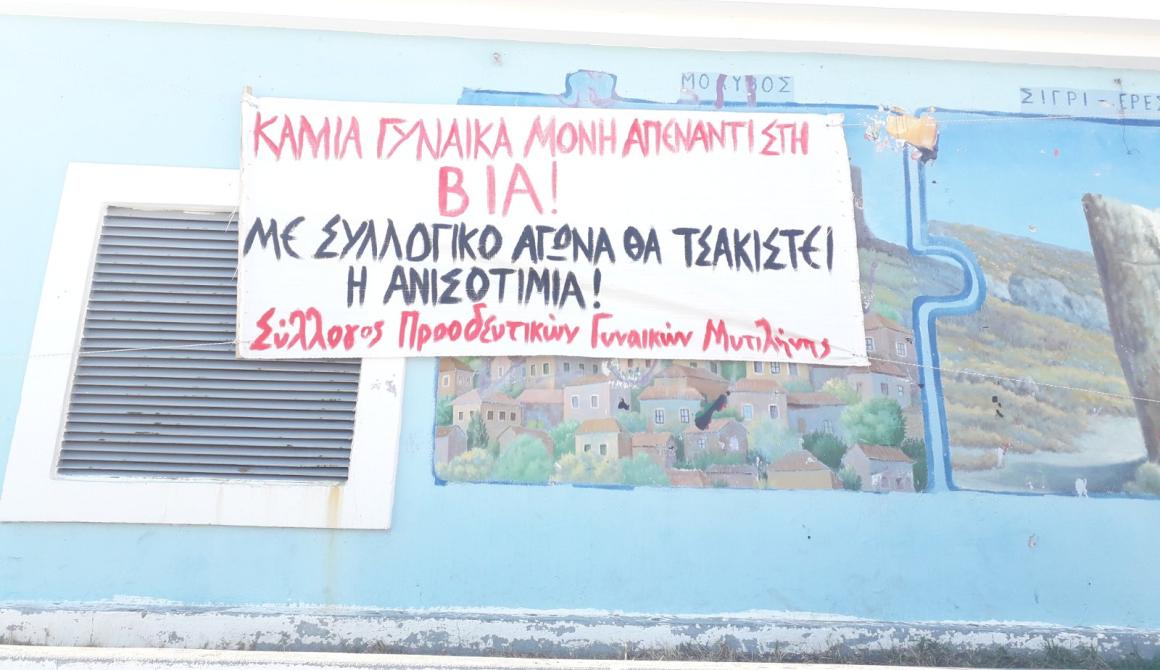 ΜΟΛΥΒΟΣ
ΣΙΓΡΙ - ΕΡΕΣ
ΚΑΜΙΑ ΓΥΝΑΙΚΑ ΜΟΝΗ ΑΠΕΝΑΝΤΙ ΣΤΗ
ΒΙΑ!
ΜΕ ΣΥΛΛΟΓΙΚΟ ΑΓΩΝΑ ΘΑ ΤΣΑΚΙΣΤΕΙ
Η ΑΝΙΣΟΤΙΜΙΑ!
Σύλλογος Προοδευτικών Γυναικών Μυτιλήνης